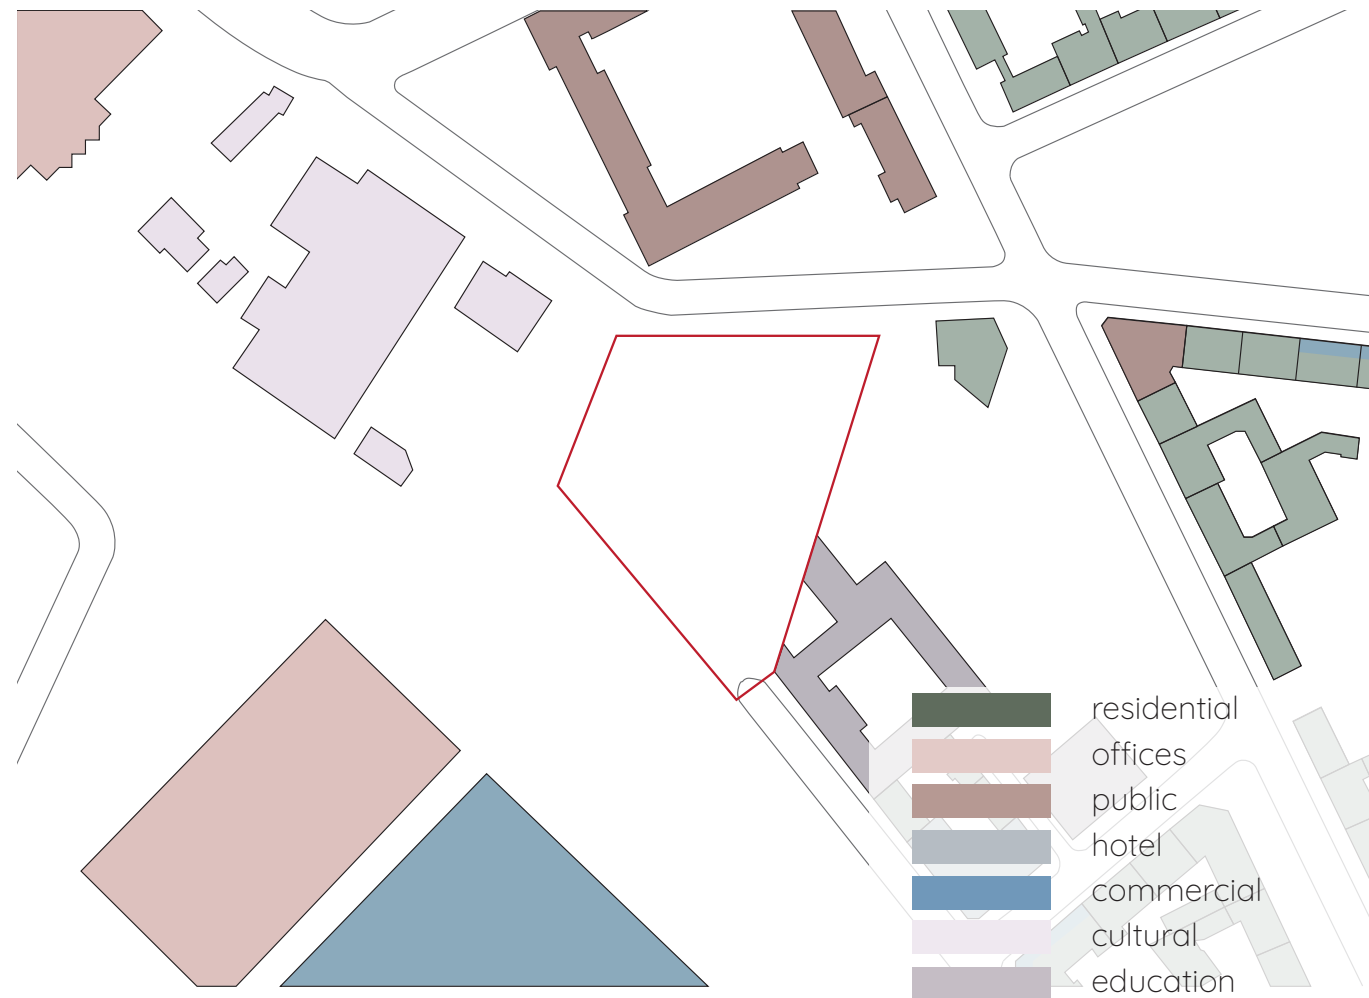 residential
offices
public
hotel
commercial
cultural
education